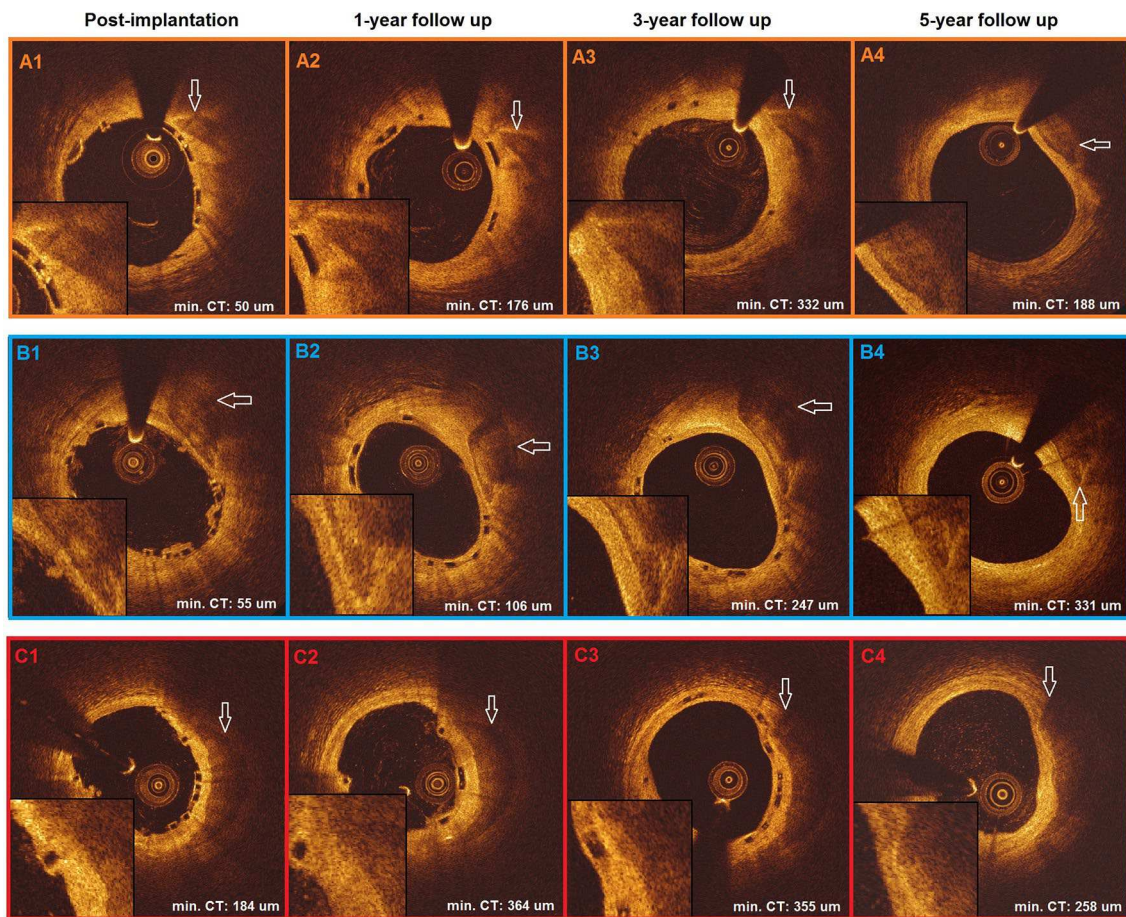 Post-implantation 1-year follow up 3-year follow up 5-year follow up
A1 A2 A3 A4
min. CT: 50 um min. CT: 176 um min. CT: 332 um min. CT: 188 um
B1 B2 B3 B4
min. CT: 55 um min. CT: 106 um min. CT: 247 um min. CT: 331 um
C1 C2 C3 C4
min. CT: 184 um min. CT: 364 um min. CT: 355 um min. CT: 258 um